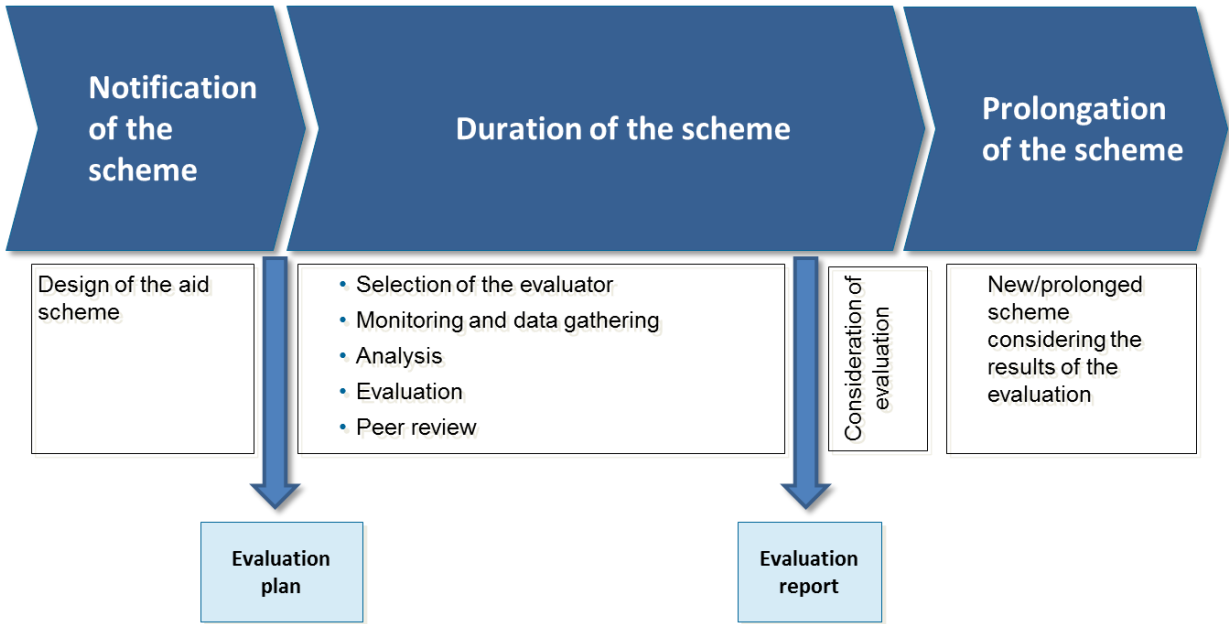 Notification
of the
scheme
Duration of the scheme
Prolongation
of the scheme
Design of the aid
scheme
• Selection of the evaluator
• Monitoring and data gathering
• Analysis
• Evaluation
• Peer review
Consideration of
evaluation
New/prolonged
scheme
considering the
results of the
evaluation
Evaluation
plan
Evaluation
report